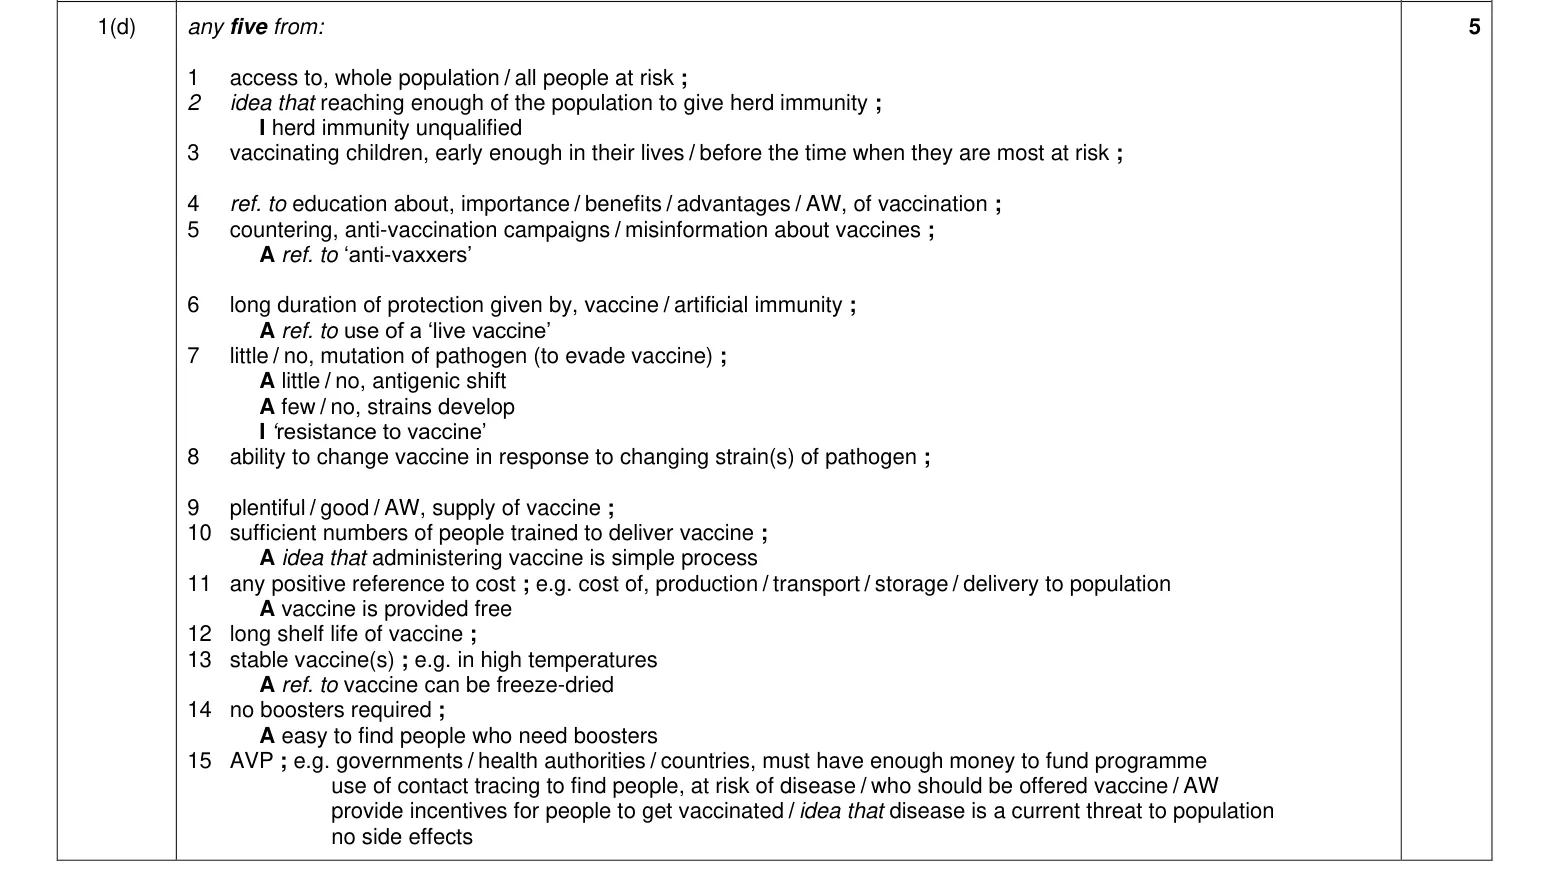 1(d) any five from: 5
1 access to, whole population / all people at risk ;
2 idea that reaching enough of the population to give herd immunity ;
I herd immunity unqualified
3 vaccinating children, early enough in their lives / before the time when they are most at risk ;
4 ref. to education about, importance / benefits / advantages / AW, of vaccination ;
5 countering, anti-vaccination campaigns / misinformation about vaccines ;
A ref. to ‘anti-vaxxers’
6 long duration of protection given by, vaccine / artificial immunity ;
A ref. to use of a ‘live vaccine’
7 little / no, mutation of pathogen (to evade vaccine) ;
A little / no, antigenic shift
A few / no, strains develop
I ‘resistance to vaccine’
8 ability to change vaccine in response to changing strain(s) of pathogen ;
9 plentiful / good / AW, supply of vaccine ;
10 sufficient numbers of people trained to deliver vaccine ;
A idea that administering vaccine is simple process
11 any positive reference to cost ; e.g. cost of, production / transport / storage / delivery to population
A vaccine is provided free
12 long shelf life of vaccine ;
13 stable vaccine(s) ; e.g. in high temperatures
A ref. to vaccine can be freeze-dried
14 no boosters required ;
A easy to find people who need boosters
15 AVP ; e.g. governments / health authorities / countries, must have enough money to fund programme
use of contact tracing to find people, at risk of disease / who should be offered vaccine / AW
provide incentives for people to get vaccinated / idea that disease is a current threat to population
no side effects